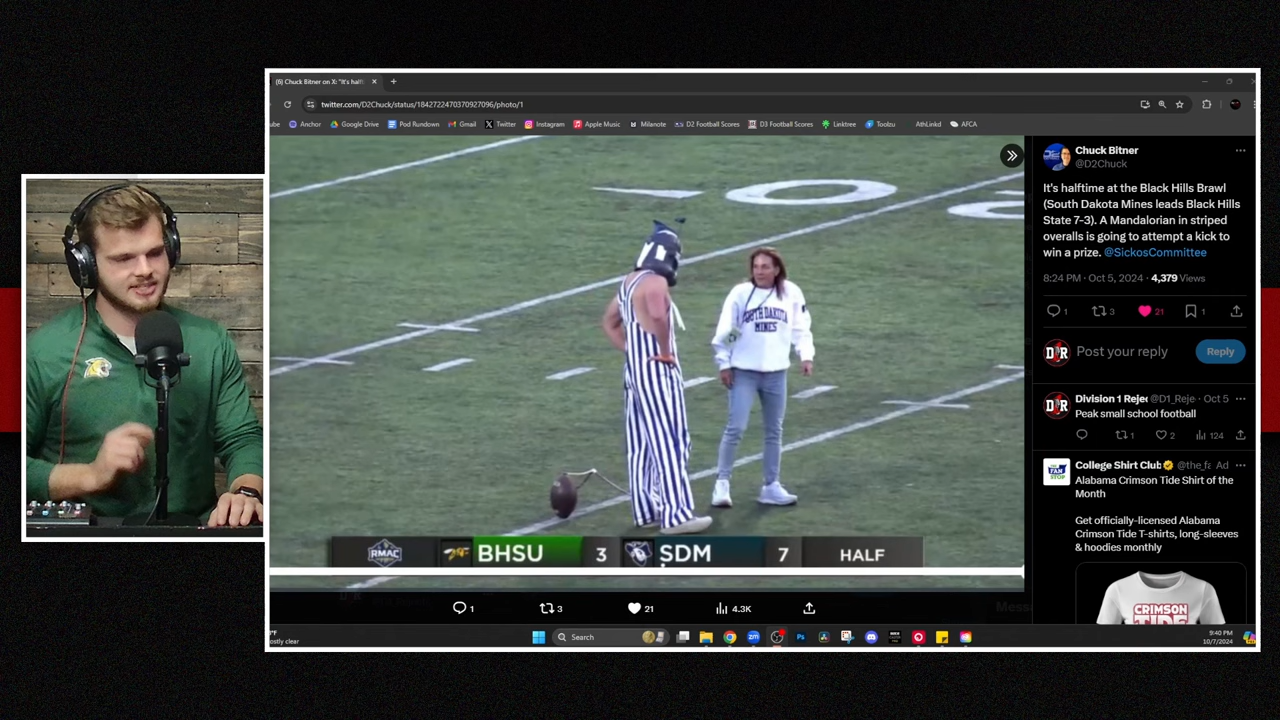 (6) Chuck Bitner on X: "It's half
twitter.com/D2Chuck/status/1842722470370927096/photo/1
Anchor Google Drive Pod Rundown Gmail Twitter Instagram Apple Music Milanote D2 Football Scores D3 Football Scores Linktree Toolzu AthLinkd AFCA
Chuck Bitner
@D2Chuck
It's halftime at the Black Hills Brawl
(South Dakota Mines leads Black Hills
State 7-3). A Mandalorian in striped
overalls is going to attempt a kick to
win a prize. @SickosCommittee
8:24 PM · Oct 5, 2024 · 4,379 Views
1 3 21 1
Post your reply Reply
Division 1 Reje @D1_Reje · Oct 5
Peak small school football
1 2 124
College Shirt Club @the_fa Ad
Alabama Crimson Tide Shirt of the
Month
Get officially-licensed Alabama
Crimson Tide T-shirts, long-sleeves
& hoodies monthly
CRIMSON
TIDE
SOUTH DAKOTA
MINES
RMAC BHSU 3 SDM 7 HALF
1 3 21 4.3K
Search
9:40 PM
10/7/2024